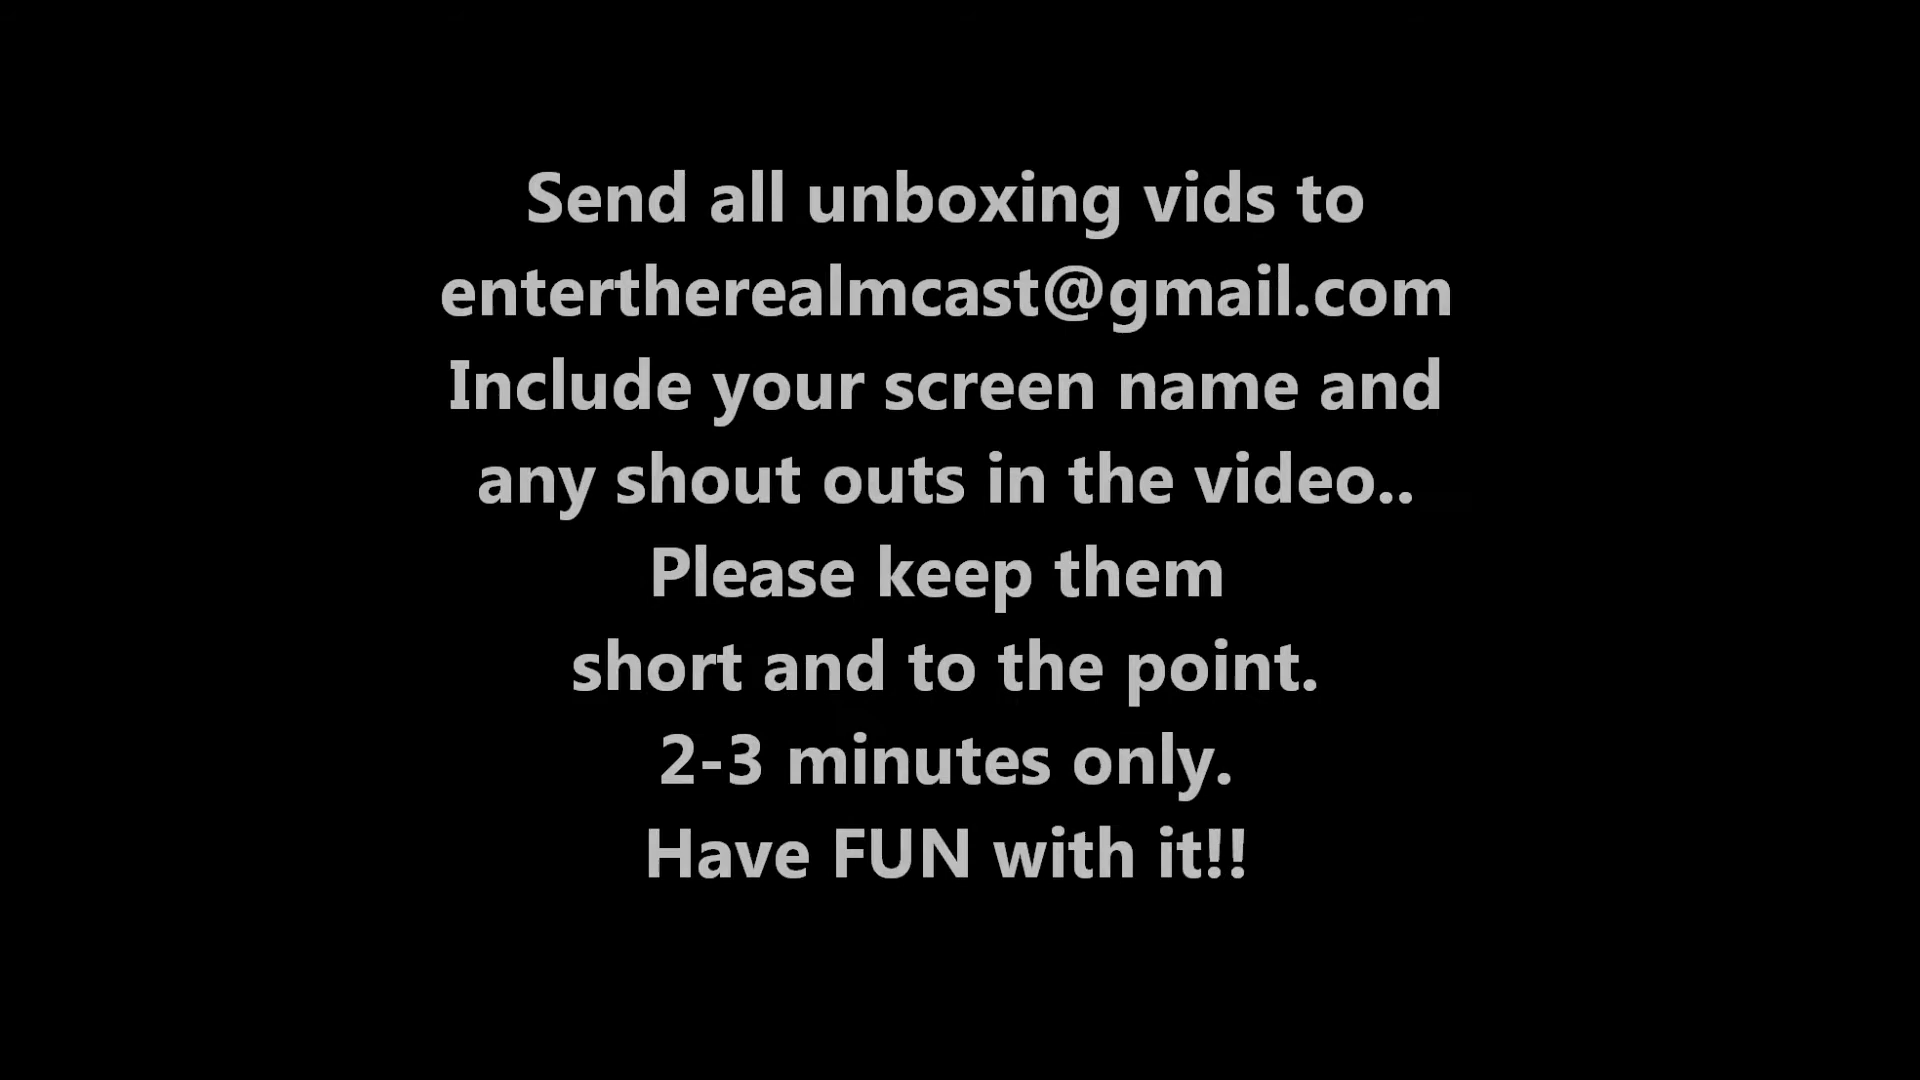 Send all unboxing vids to
entertherealmcast@gmail.com
Include your screen name and
any shout outs in the video..
Please keep them
short and to the point.
2-3 minutes only.
Have FUN with it!!